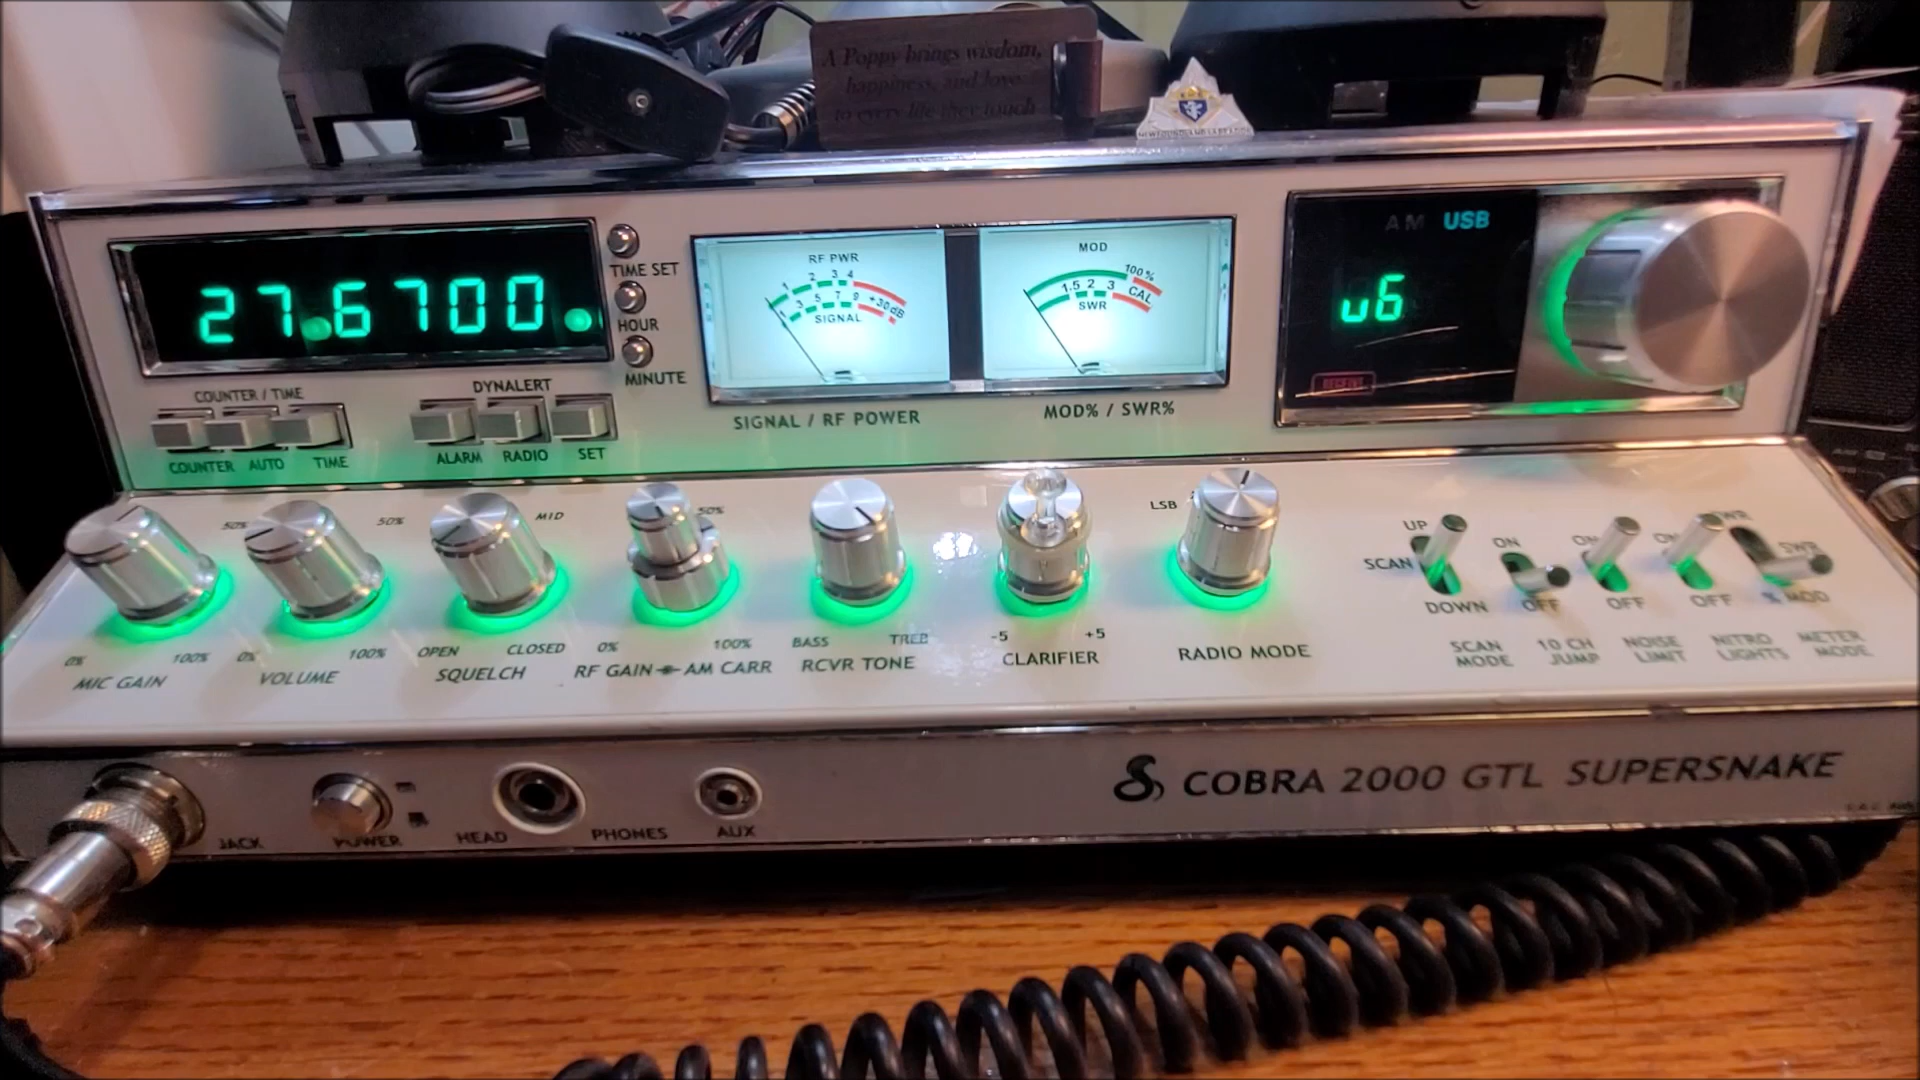 A Poppy brings wisdom,
happiness, and love
to every life they touch
27.6700.
TIME SET
HOUR
MINUTE
RF PWR
1 2 3 4
1 3 5 7 9 +30dB
SIGNAL
MOD
100%
1.5 2 3 CAL
SWR
AM USB
u6
COUNTER / TIME
DYNALERT
COUNTER AUTO TIME
ALARM RADIO SET
SIGNAL / RF POWER
MOD% / SWR%
50%
50%
MID
50%
LSB
0% 100%
MIC GAIN
0% 100%
VOLUME
OPEN CLOSED
SQUELCH
0% 100%
RF GAIN AM CARR
BASS TREB
RCVR TONE
-5 +5
CLARIFIER
RADIO MODE
UP
SCAN
DOWN
SCAN
MODE
ON
OFF
10 CH
JUMP
ON
OFF
NOISE
LIMIT
OFF
NITRO
LIGHTS
SWR
% MOD
METER
MODE
JACK
POWER
HEAD PHONES
AUX
COBRA 2000 GTL SUPERSNAKE